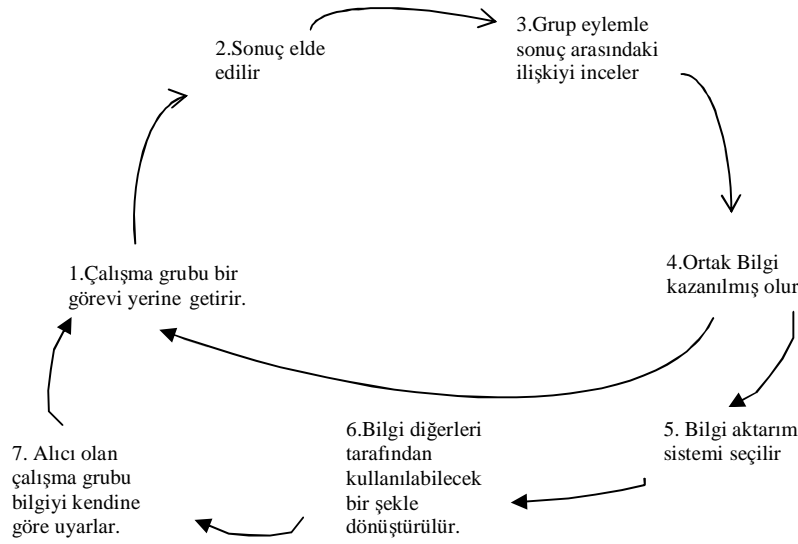 1.Çalışma grubu bir
görevi yerine getirir.
2.Sonuç elde
edilir
3.Grup eylemle
sonuç arasındaki
ilişkiyi inceler
4.Ortak Bilgi
kazanılmış olur
5. Bilgi aktarım
sistemi seçilir
6.Bilgi diğerleri
tarafından
kullanılabilecek
bir şekle
dönüştürülür.
7. Alıcı olan
çalışma grubu
bilgiyi kendine
göre uyarlar.